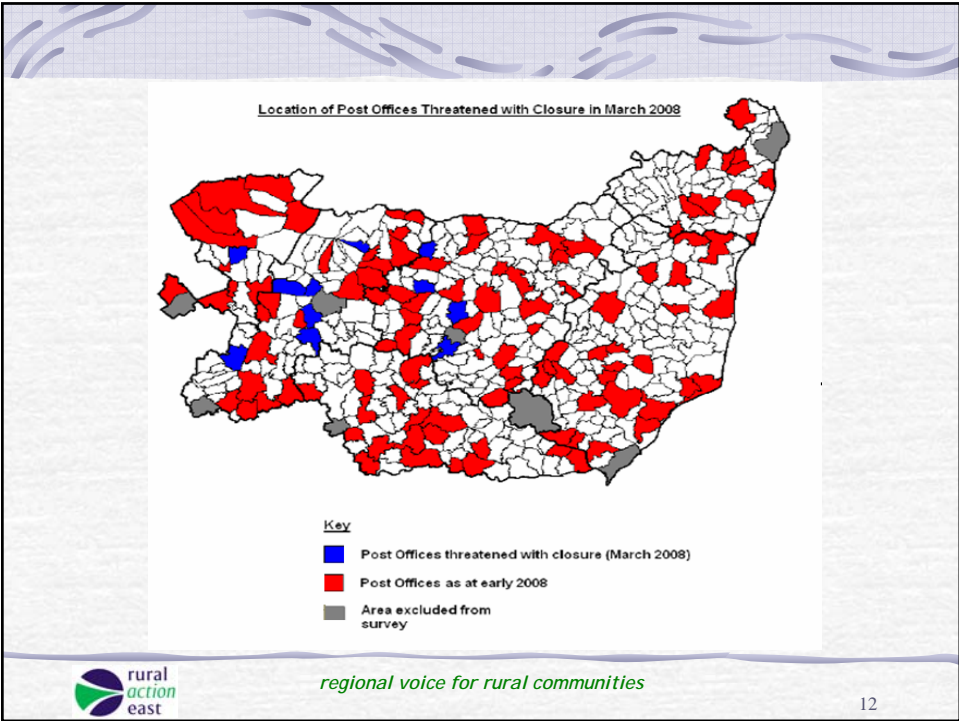 Location of Post Offices Threatened with Closure in March 2008
Key
Post Offices threatened with closure (March 2008)
Post Offices as at early 2008
Area excluded from
survey
rural
action
east
regional voice for rural communities
12